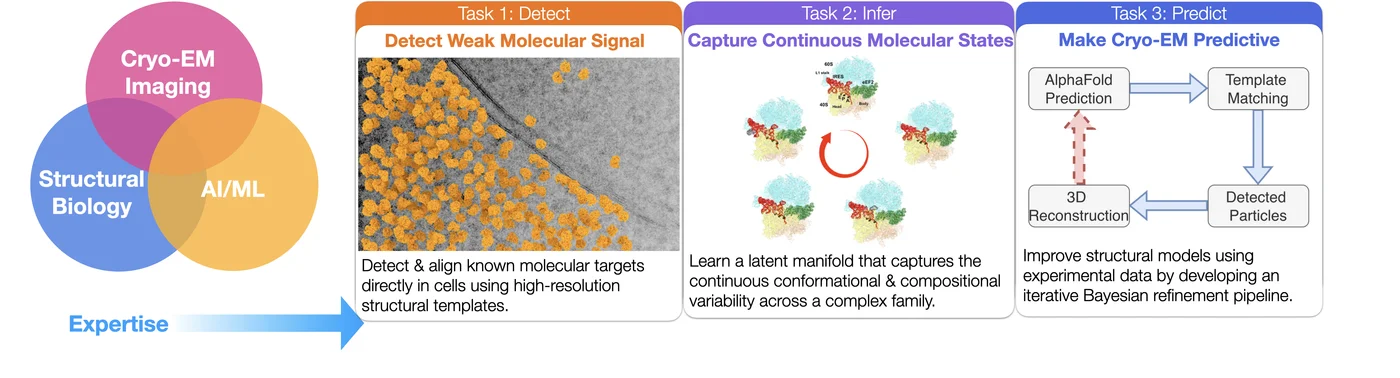 Cryo-EM
Imaging
Structural
Biology
AI/ML
Expertise
Task 1: Detect
Detect Weak Molecular Signal
Detect & align known molecular targets
directly in cells using high-resolution
structural templates.
Task 2: Infer
Capture Continuous Molecular States
60S
L1 stalk
IRES
eEF2
40S
Head
Body
Learn a latent manifold that captures the
continuous conformational & compositional
variability across a complex family.
Task 3: Predict
Make Cryo-EM Predictive
AlphaFold
Prediction
Template
Matching
3D
Reconstruction
Detected
Particles
Improve structural models using
experimental data by developing an
iterative Bayesian refinement pipeline.